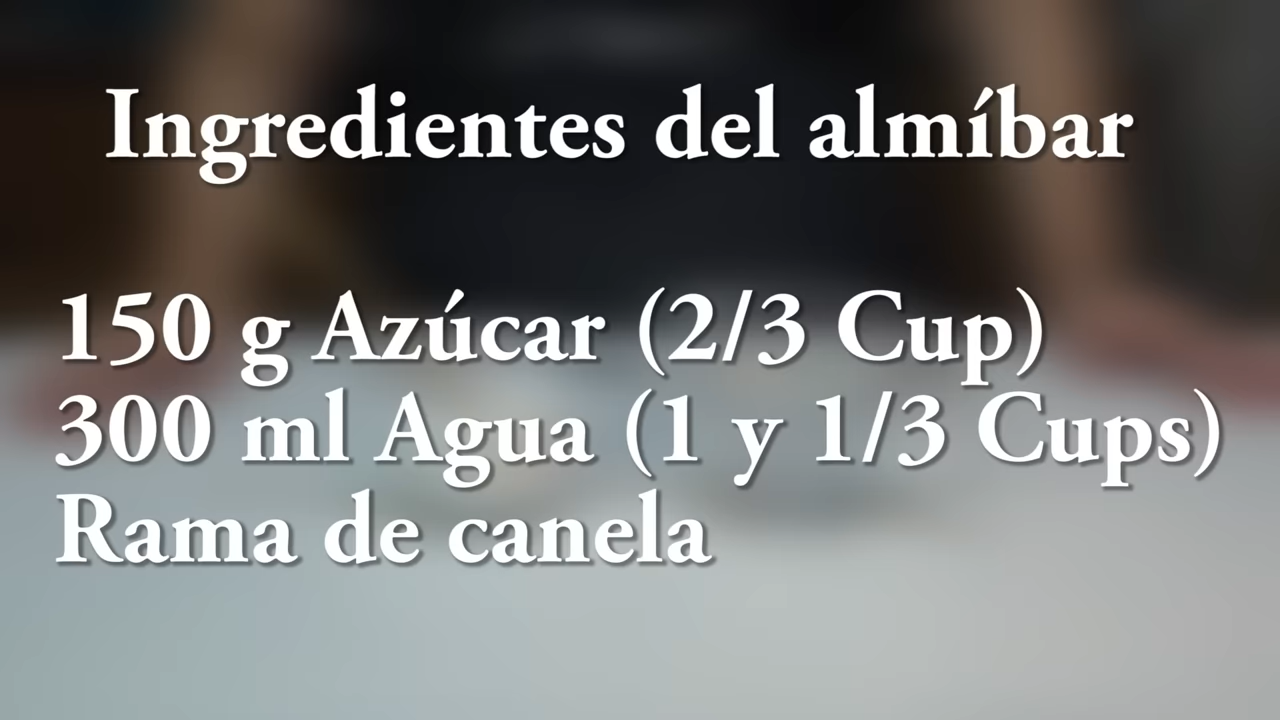 Ingredientes del almíbar
150 g Azúcar (2/3 Cup)
300 ml Agua (1 y 1/3 Cups)
Rama de canela